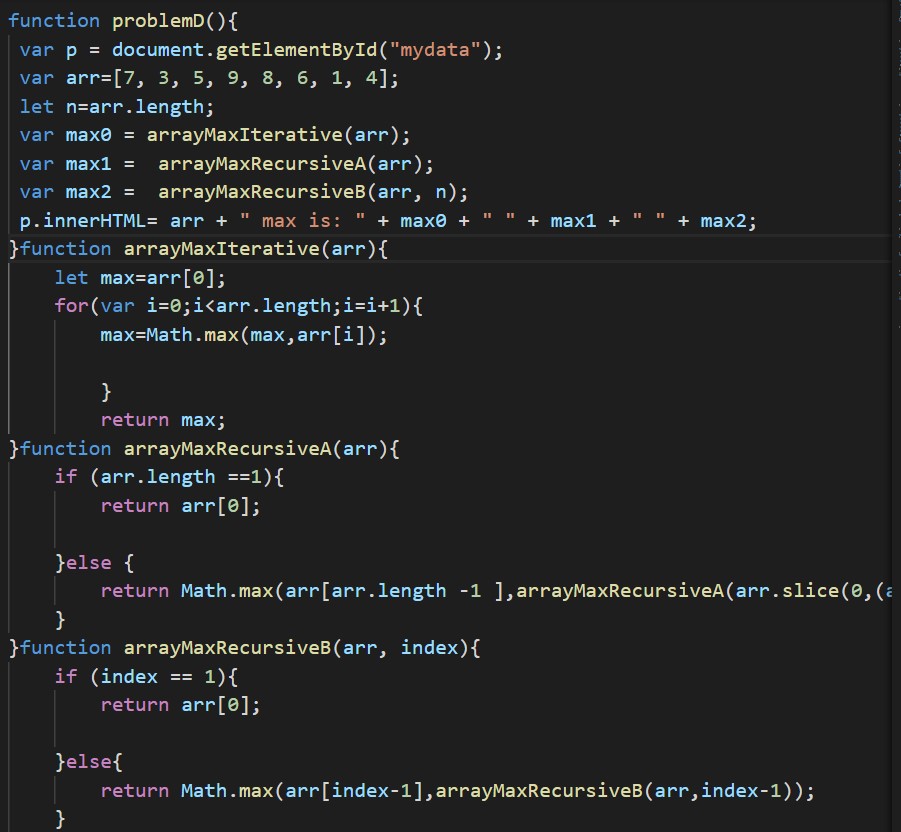 function problemD(){
var p = document.getElementById("mydata");
var arr=[7, 3, 5, 9, 8, 6, 1, 4];
let n=arr.length;
var max0 = arrayMaxIterative(arr);
var max1 =  arrayMaxRecursiveA(arr);
var max2 =  arrayMaxRecursiveB(arr, n);
p.innerHTML= arr + " max is: " + max0 + " " + max1 + " " + max2;
}function arrayMaxIterative(arr){
let max=arr[0];
for(var i=0;i<arr.length;i=i+1){
max=Math.max(max,arr[i]);
}
return max;
}function arrayMaxRecursiveA(arr){
if (arr.length ==1){
return arr[0];
}else {
return Math.max(arr[arr.length -1 ],arrayMaxRecursiveA(arr.slice(0,(
}
}function arrayMaxRecursiveB(arr, index){
if (index == 1){
return arr[0];
}else{
return Math.max(arr[index-1],arrayMaxRecursiveB(arr,index-1));
}